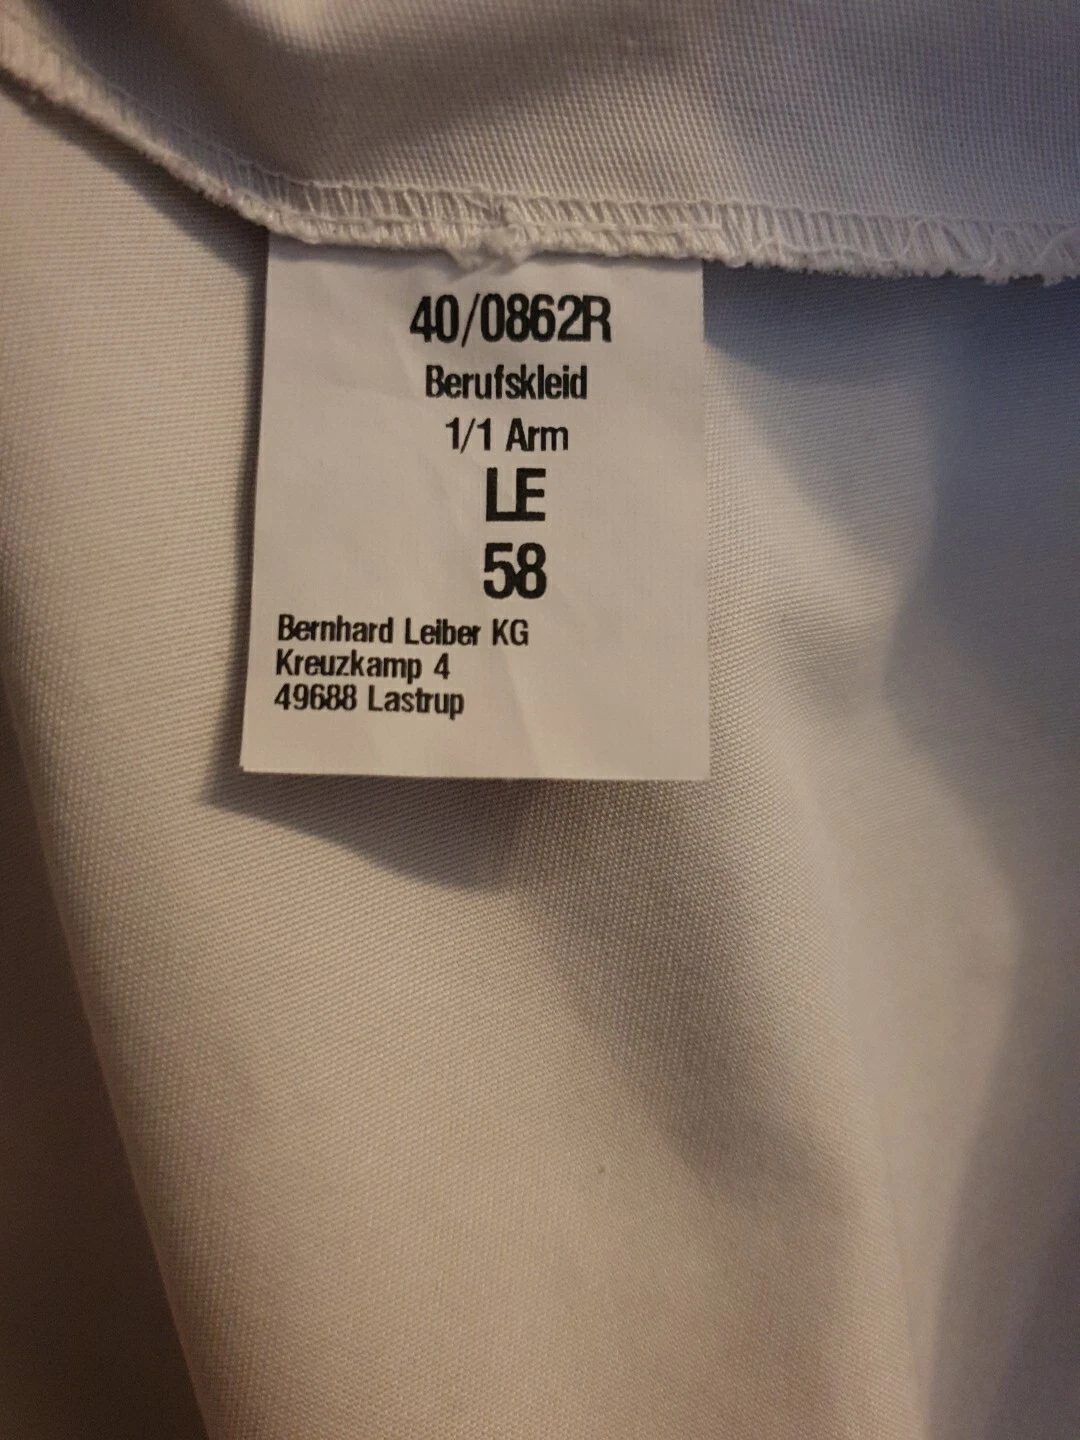 40/0862R
Berufskleid
1/1 Arm
LE
58
Bernhard Leiber KG
Kreuzkamp 4
49688 Lastrup